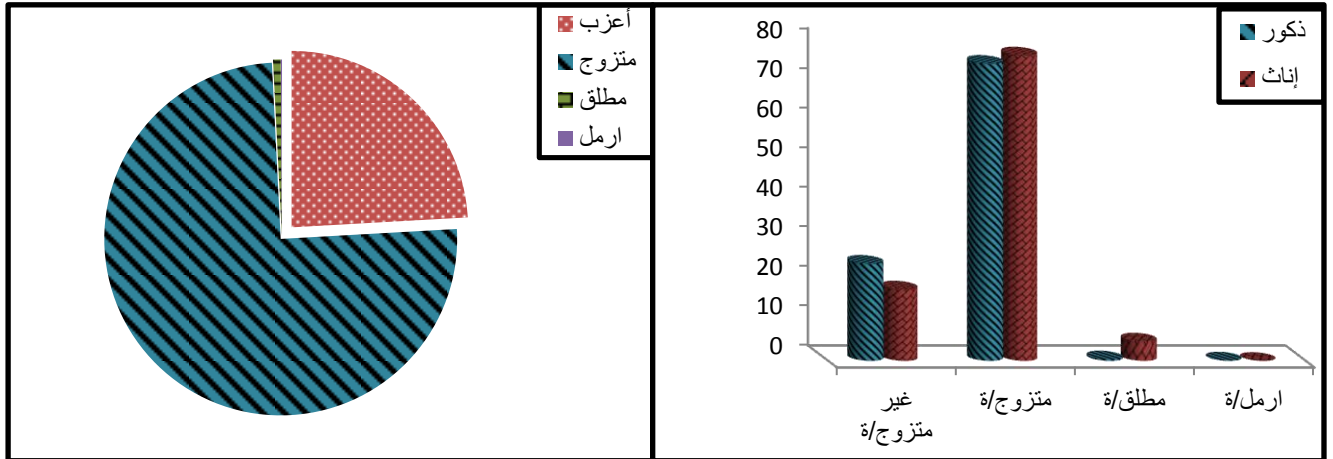 أعزب
متزوج
مطلق
ارمل
ذكور
إناث
80
70
60
50
40
30
20
10
0
غير
متزوج/ة
متزوج/ة
مطلق/ة
ارمل/ة